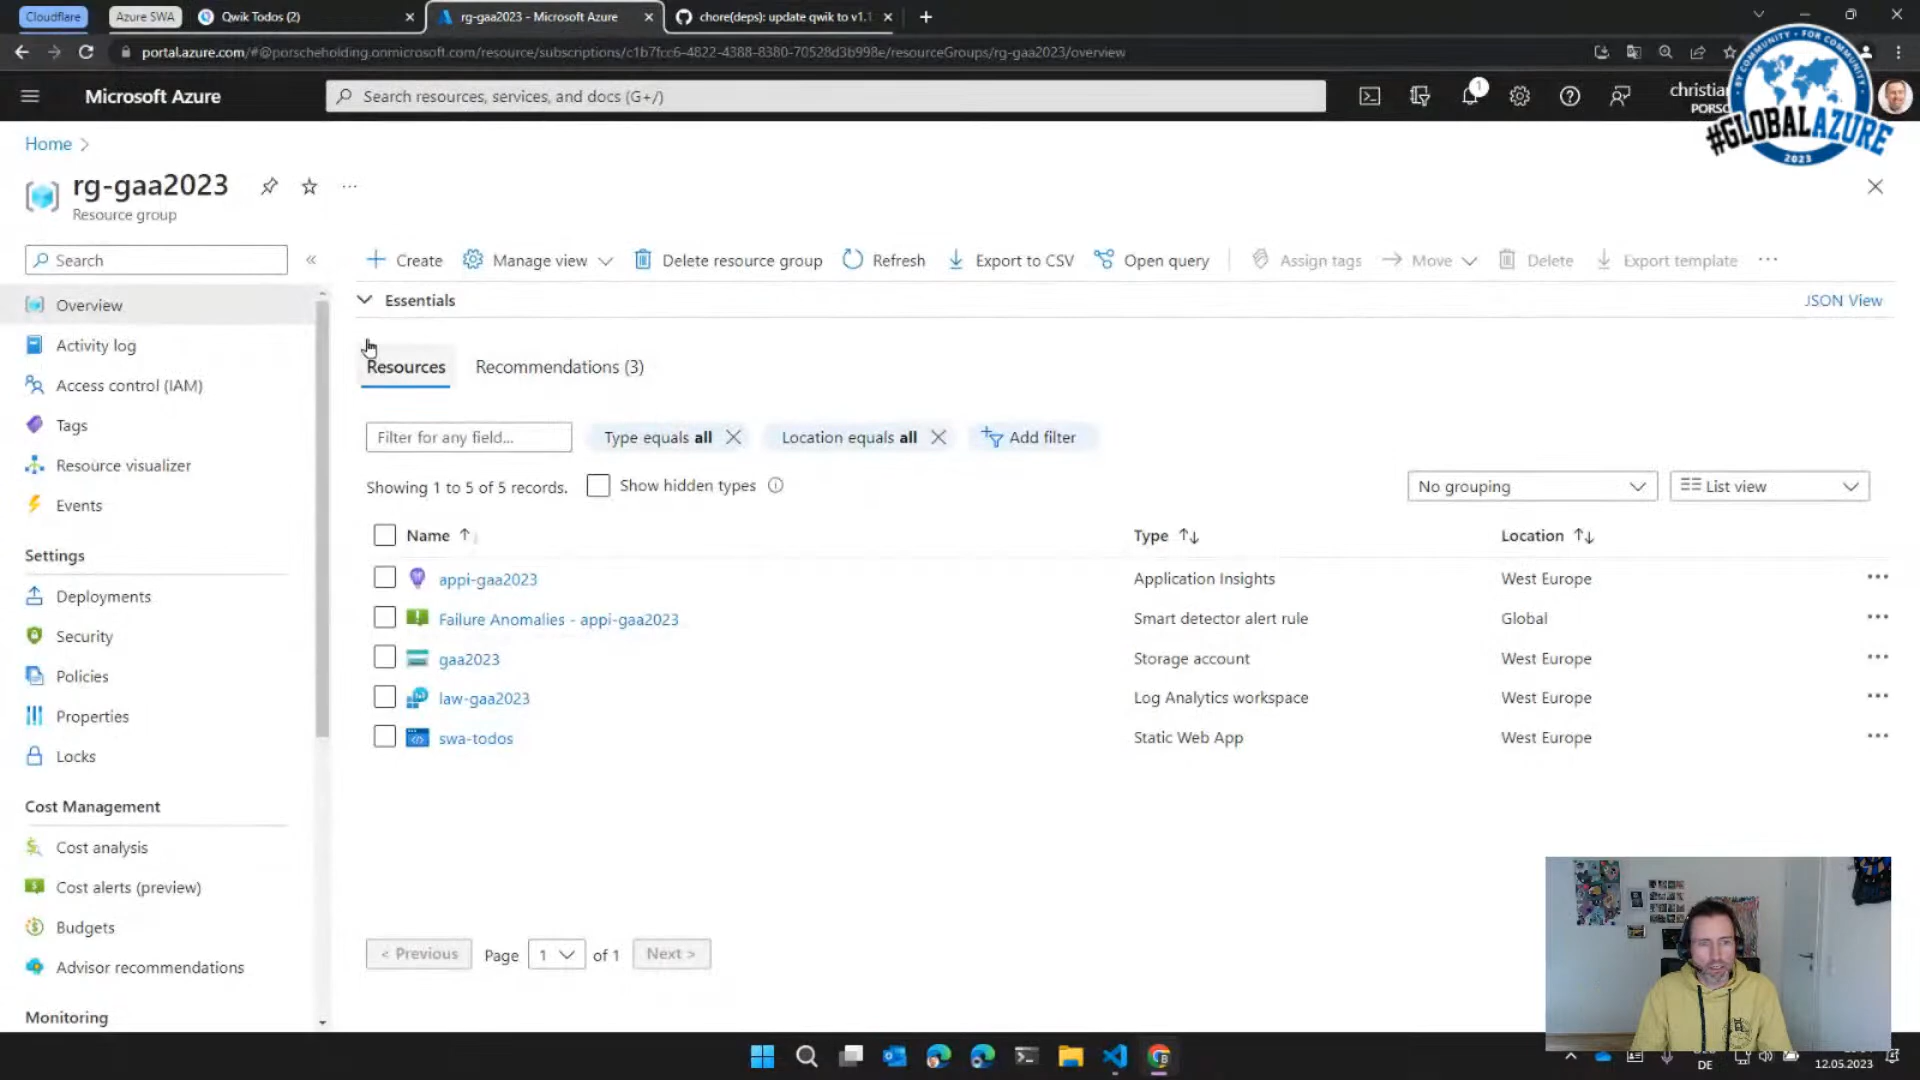 Cloudflare
Azure SWA
Qwik Todos (2)
rg-gaa2023 - Microsoft Azure
chore(deps): update qwik to v1.1
portal.azure.com/#@porscheholding.onmicrosoft.com/resource/subscriptions/c1b7fcc6-4822-4388-8380-70528d3b998e/resourceGroups/rg-gaa2023/overview
Microsoft Azure
Search resources, services, and docs (G+/)
1
christia
PORS
BY COMMUNITY · FOR COMMUNITY
#GLOBALAZURE
2023
Home
rg-gaa2023
Resource group
Search
Create
Manage view
Delete resource group
Refresh
Export to CSV
Open query
Assign tags
Move
Delete
Export template
Overview
Activity log
Access control (IAM)
Tags
Resource visualizer
Events
Settings
Deployments
Security
Policies
Properties
Locks
Cost Management
Cost analysis
Cost alerts (preview)
Budgets
Advisor recommendations
Monitoring
Essentials
JSON View
Resources
Recommendations (3)
Filter for any field...
Type equals all
Location equals all
Add filter
Showing 1 to 5 of 5 records.
Show hidden types
No grouping
List view
Name
Type
Location
appi-gaa2023
Application Insights
West Europe
Failure Anomalies - appi-gaa2023
Smart detector alert rule
Global
gaa2023
Storage account
West Europe
law-gaa2023
Log Analytics workspace
West Europe
swa-todos
Static Web App
West Europe
< Previous
Page
1
of 1
Next >
DE
12.05.2023